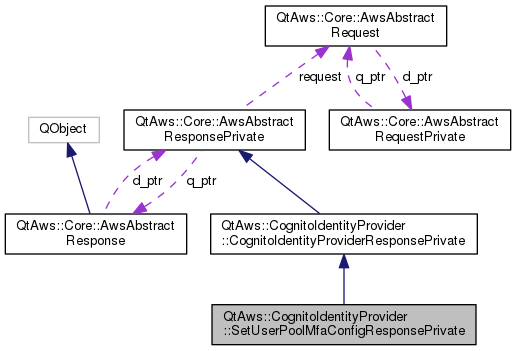 QtAws::Core::AwsAbstract
Request
request
q_ptr
d_ptr
QObject
QtAws::Core::AwsAbstract
ResponsePrivate
QtAws::Core::AwsAbstract
RequestPrivate
d_ptr
q_ptr
QtAws::Core::AwsAbstract
Response
QtAws::CognitoIdentityProvider
::CognitoIdentityProviderResponsePrivate
QtAws::CognitoIdentityProvider
::SetUserPoolMfaConfigResponsePrivate